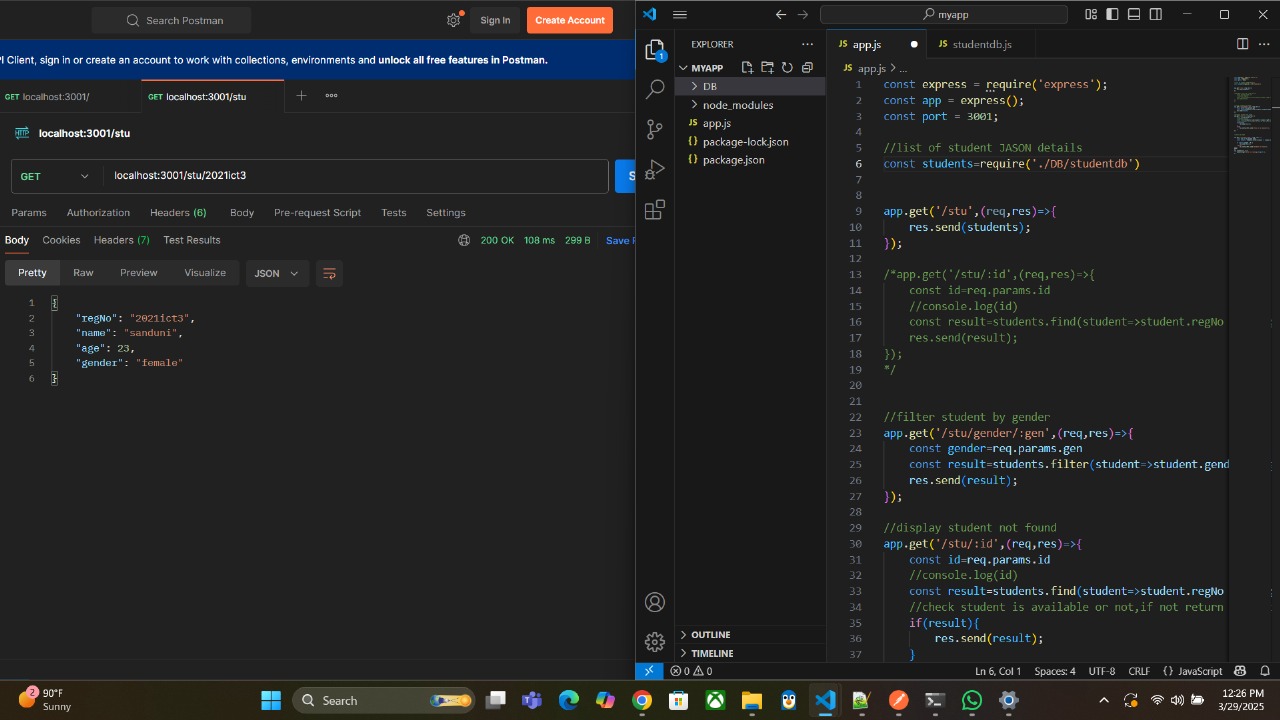 Search Postman
Sign In
Create Account
I Client, sign in or create an account to work with collections, environments and unlock all free features in Postman.
GET localhost:3001/
GET localhost:3001/stu
HTTP localhost:3001/stu
GET
localhost:3001/stu/2021ict3
S
Params
Authorization
Headers (6)
Body
Pre-request Script
Tests
Settings
Body
Cookies
Headers (7)
Test Results
200 OK
108 ms
299 B
Save R
Pretty
Raw
Preview
Visualize
JSON
1 {
2 "regNo": "2021ict3",
3 "name": "sanduni",
4 "age": 23,
5 "gender": "female"
6 }
myapp
EXPLORER
MYAPP
DB
node_modules
JS app.js
{} package-lock.json
{} package.json
OUTLINE
TIMELINE
1
JS app.js
JS studentdb.js
JS app.js > ...
1 const express = require('express');
2 const app = express();
3 const port = 3001;
4
5 //list of student JASON details
6 const students=require('./DB/studentdb')
7
8
9 app.get('/stu',(req,res)=>{
10 res.send(students);
11 });
12
13 /*app.get('/stu/:id',(req,res)=>{
14 const id=req.params.id
15 //console.log(id)
16 const result=students.find(student=>student.regNo
17 res.send(result);
18 });
19 */
20
21
22 //filter student by gender
23 app.get('/stu/gender/:gen',(req,res)=>{
24 const gender=req.params.gen
25 const result=students.filter(student=>student.gend
26 res.send(result);
27 });
28
29 //display student not found
30 app.get('/stu/:id',(req,res)=>{
31 const id=req.params.id
32 //console.log(id)
33 const result=students.find(student=>student.regNo
34 //check student is available or not,if not return
35 if(result){
36 res.send(result);
37 }
0 0
Ln 6, Col 1
Spaces: 4
UTF-8
CRLF
{} JavaScript
2
90°F
Sunny
Search
12:26 PM
3/29/2025